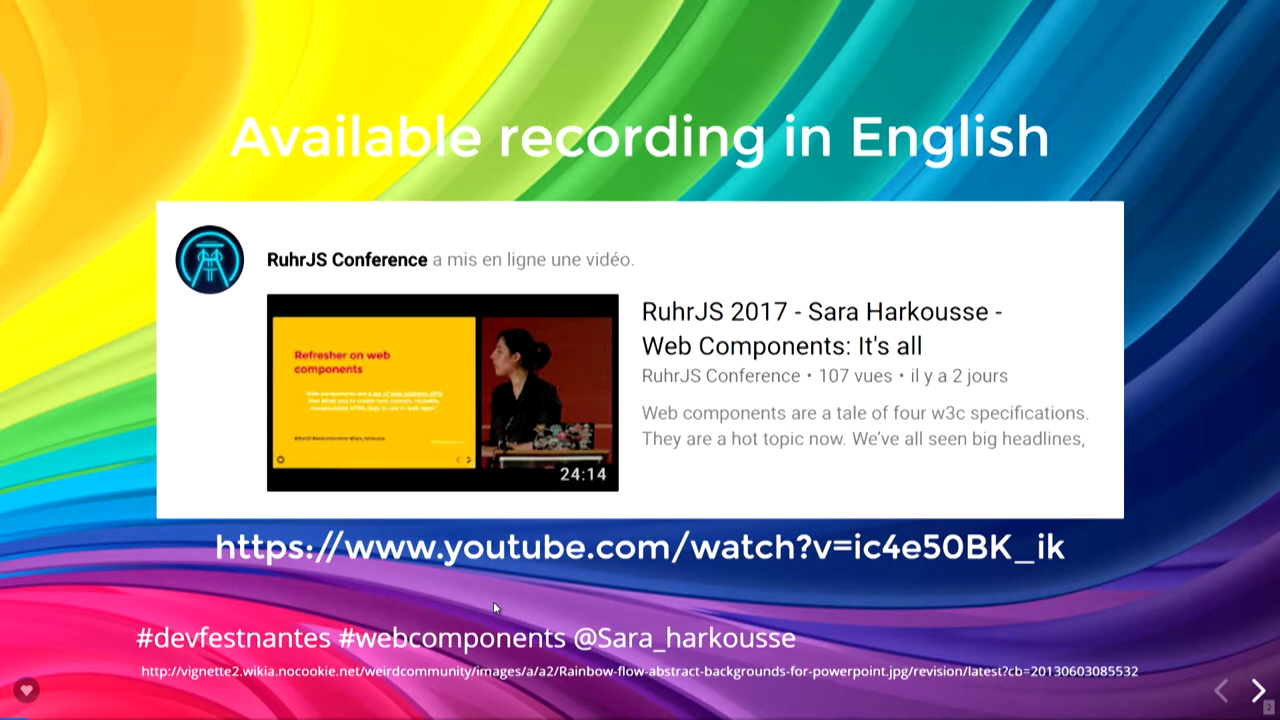 Available recording in English
RuhrJS Conference a mis en ligne une vidéo.
Refresher on web
components
24:14
RuhrJS 2017 - Sara Harkousse -
Web Components: It's all
RuhrJS Conference • 107 vues • il y a 2 jours
Web components are a tale of four w3c specifications.
They are a hot topic now. We've all seen big headlines,
https://www.youtube.com/watch?v=ic4e50BK_ik
#devfestnantes #webcomponents @Sara_harkousse
http://vignette2.wikia.nocookie.net/weirdcommunity/images/a/a2/Rainbow-flow-abstract-backgrounds-for-powerpoint.jpg/revision/latest?cb=20130603085532
2